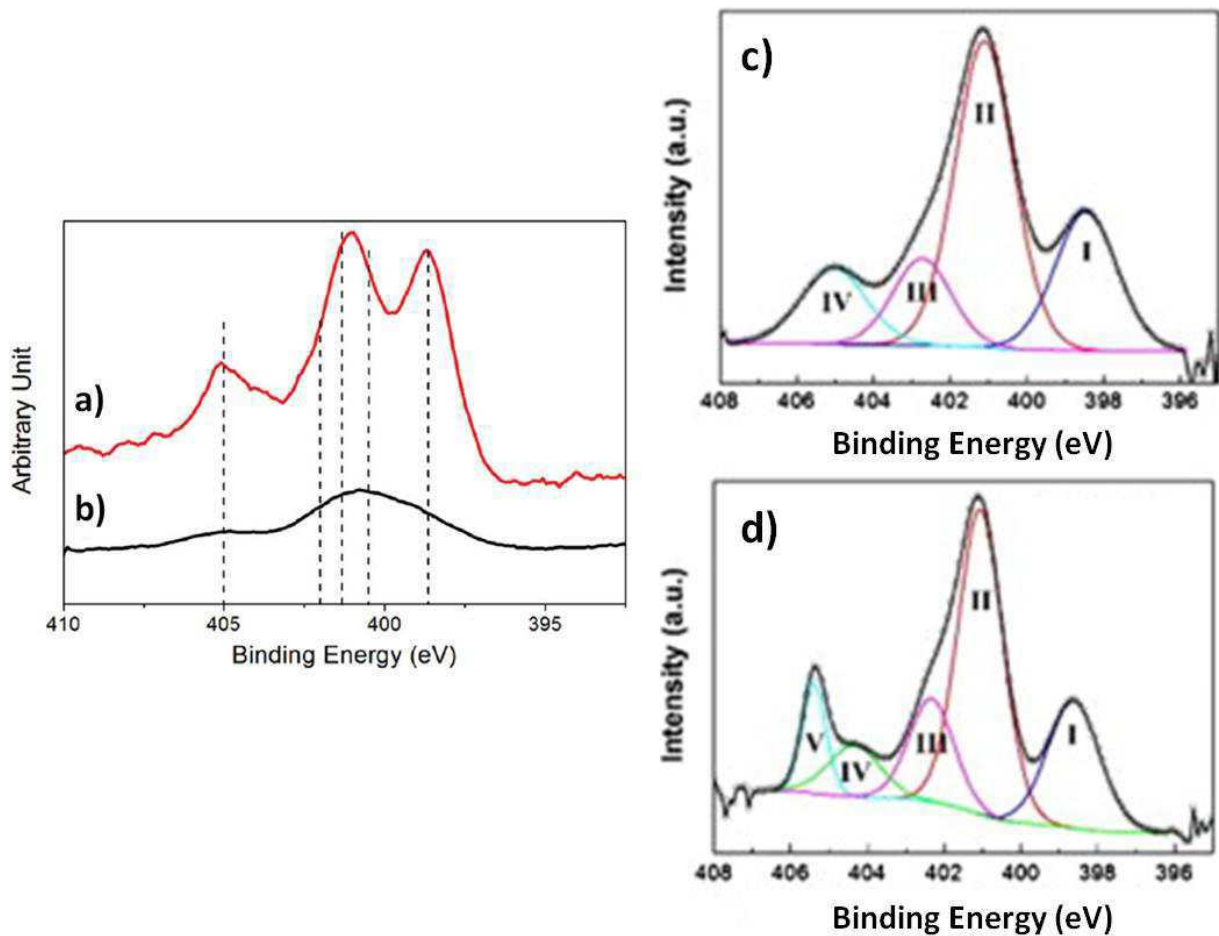 a)
b)
Arbitrary Unit
410 405 400 395
Binding Energy (eV)
c)
II
I
III
IV
Intensity (a.u.)
408 406 404 402 400 398 396
Binding Energy (eV)
d)
II
I
III
V
IV
Intensity (a.u.)
408 406 404 402 400 398 396
Binding Energy (eV)